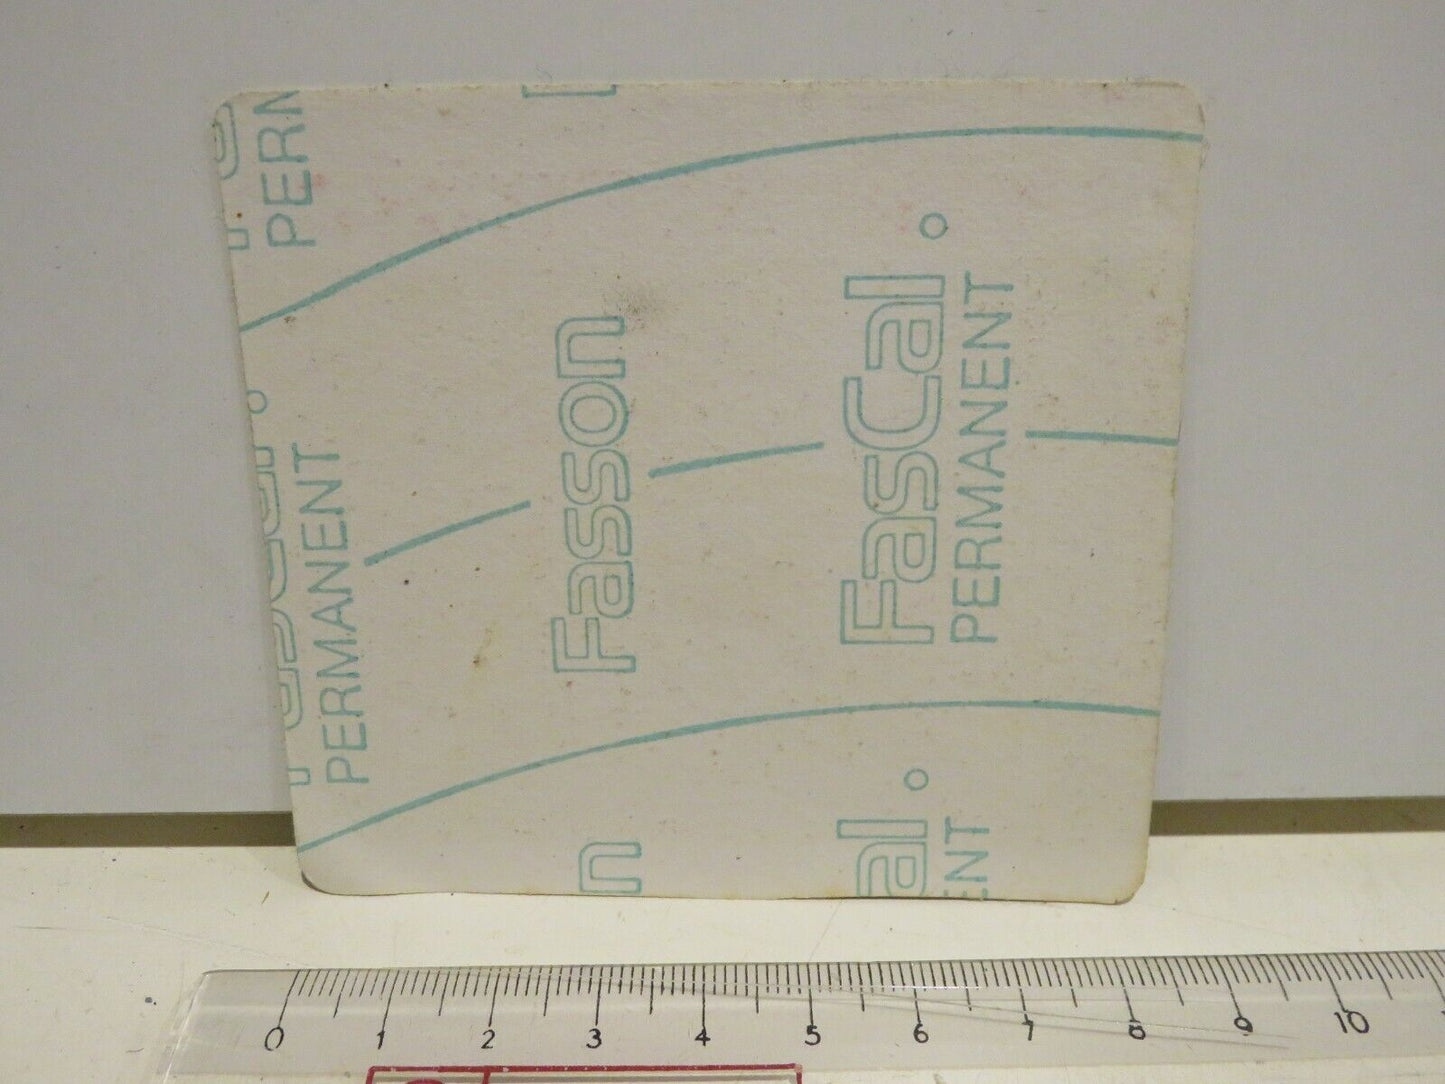 PERM
PERMANENT
Fasson
FasCal
PERMANENT
n
al
ENT
0 1 2 3 4 5 6 7 8 9 10